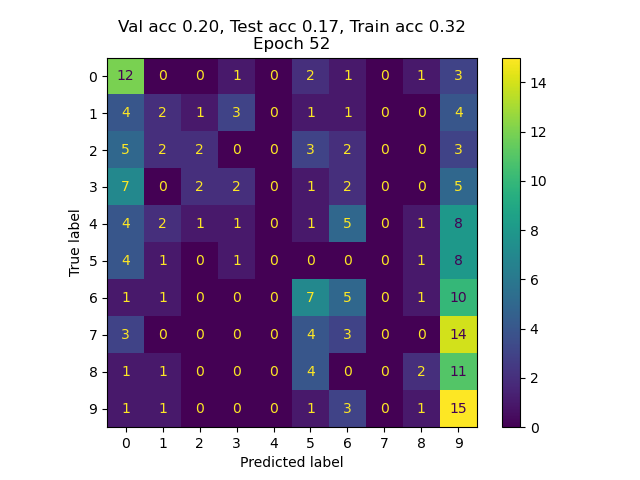 Val acc 0.20, Test acc 0.17, Train acc 0.32
Epoch 52
0 12 0 0 1 0 2 1 0 1 3
1 4 2 1 3 0 1 1 0 0 4
2 5 2 2 0 0 3 2 0 0 3
3 7 0 2 2 0 1 2 0 0 5
4 4 2 1 1 0 1 5 0 1 8
5 4 1 0 1 0 0 0 0 1 8
6 1 1 0 0 0 7 5 0 1 10
7 3 0 0 0 0 4 3 0 0 14
8 1 1 0 0 0 4 0 0 2 11
9 1 1 0 0 0 1 3 0 1 15
0 1 2 3 4 5 6 7 8 9
Predicted label
True label
14
12
10
8
6
4
2
0